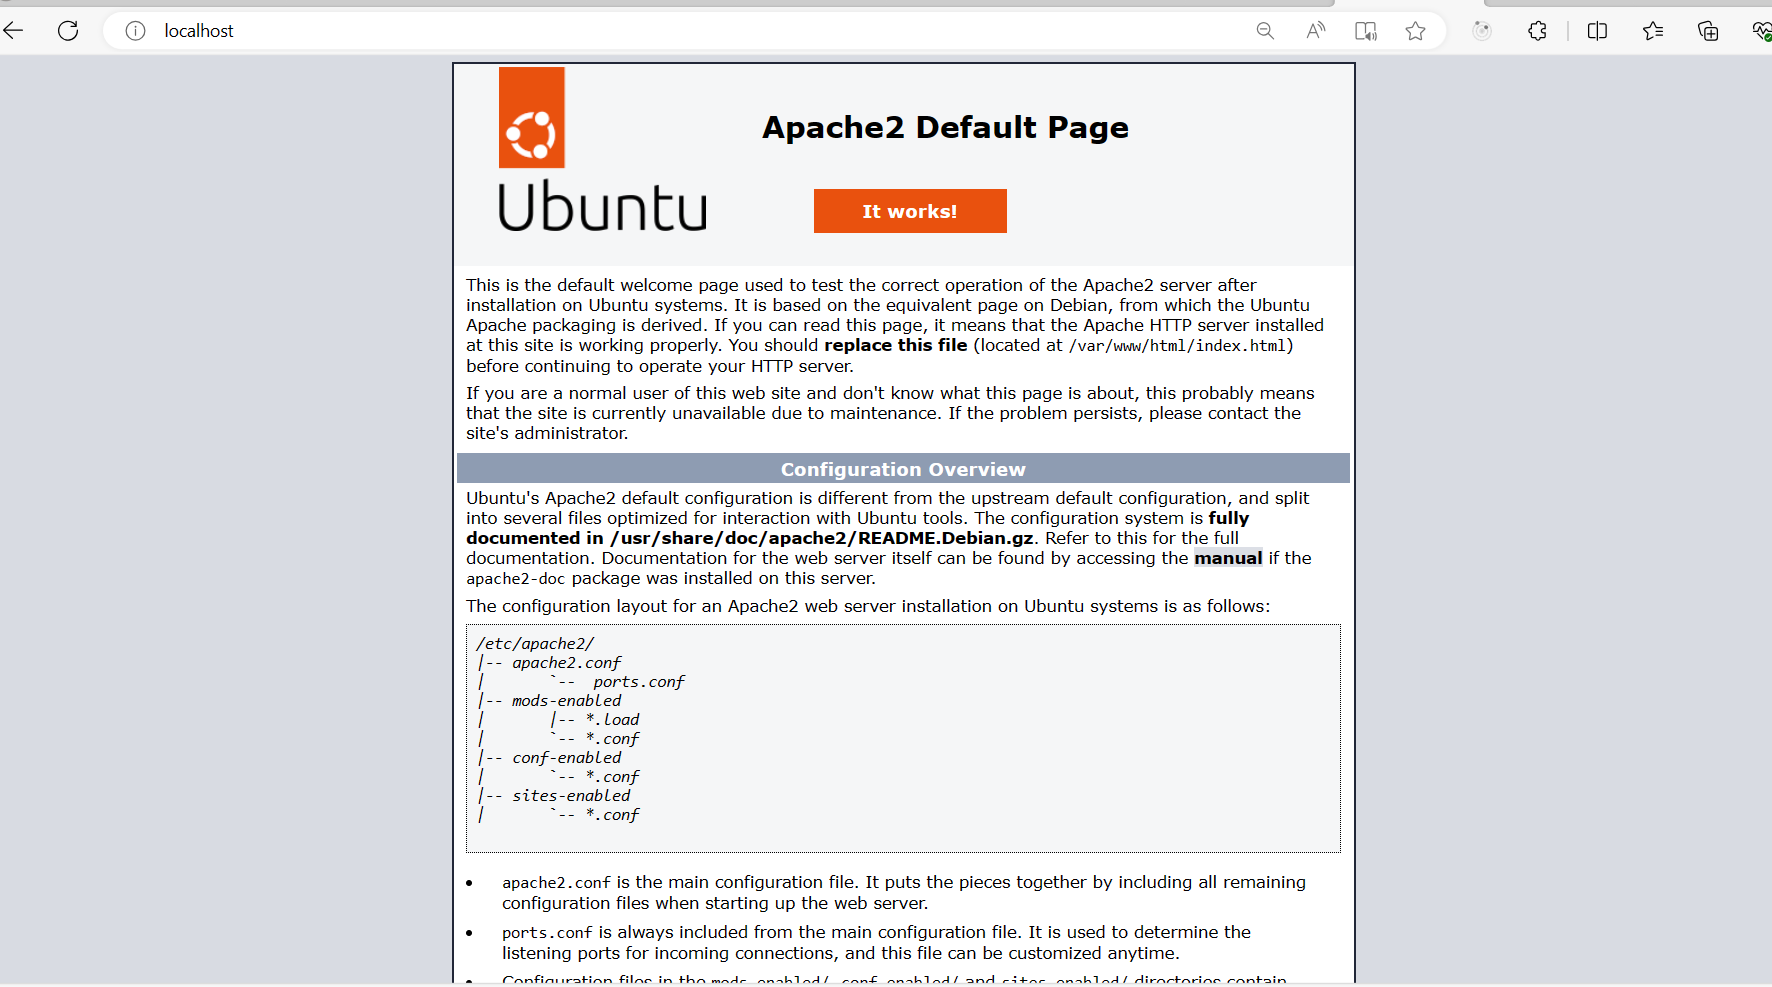 localhost
Apache2 Default Page
Ubuntu
It works!
This is the default welcome page used to test the correct operation of the Apache2 server after
installation on Ubuntu systems. It is based on the equivalent page on Debian, from which the Ubuntu
Apache packaging is derived. If you can read this page, it means that the Apache HTTP server installed
at this site is working properly. You should replace this file (located at /var/www/html/index.html)
before continuing to operate your HTTP server.
If you are a normal user of this web site and don't know what this page is about, this probably means
that the site is currently unavailable due to maintenance. If the problem persists, please contact the
site's administrator.
Configuration Overview
Ubuntu's Apache2 default configuration is different from the upstream default configuration, and split
into several files optimized for interaction with Ubuntu tools. The configuration system is fully
documented in /usr/share/doc/apache2/README.Debian.gz. Refer to this for the full
documentation. Documentation for the web server itself can be found by accessing the manual if the
apache2-doc package was installed on this server.
The configuration layout for an Apache2 web server installation on Ubuntu systems is as follows:
/etc/apache2/
|-- apache2.conf
|       `--  ports.conf
|-- mods-enabled
|       |-- *.load
|       `-- *.conf
|-- conf-enabled
|       `-- *.conf
|-- sites-enabled
|       `-- *.conf
• apache2.conf is the main configuration file. It puts the pieces together by including all remaining
configuration files when starting up the web server.
• ports.conf is always included from the main configuration file. It is used to determine the
listening ports for incoming connections, and this file can be customized anytime.
• Configuration files in the mods-enabled/, conf-enabled/ and sites-enabled/ directories contain